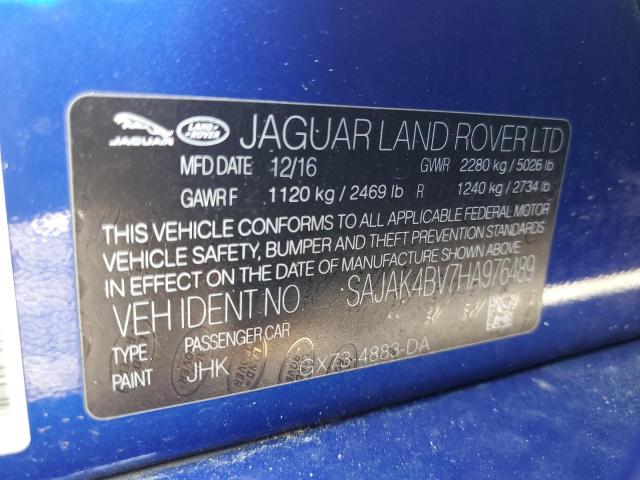 JAGUAR LAND ROVER JAGUAR LAND ROVER LTD
MFD DATE 12/16 GVWR 2280 kg / 5026 lb
GAWR F 1120 kg / 2469 lb R 1240 kg / 2734 lb
THIS VEHICLE CONFORMS TO ALL APPLICABLE FEDERAL MOTOR
VEHICLE SAFETY, BUMPER AND THEFT PREVENTION STANDARDS
IN EFFECT ON THE DATE OF MANUFACTURE SHOWN ABOVE.
VEH IDENT NO SAJAK4BV7HA976489
TYPE. PASSENGER CAR
PAINT JHK GX73-4883-DA